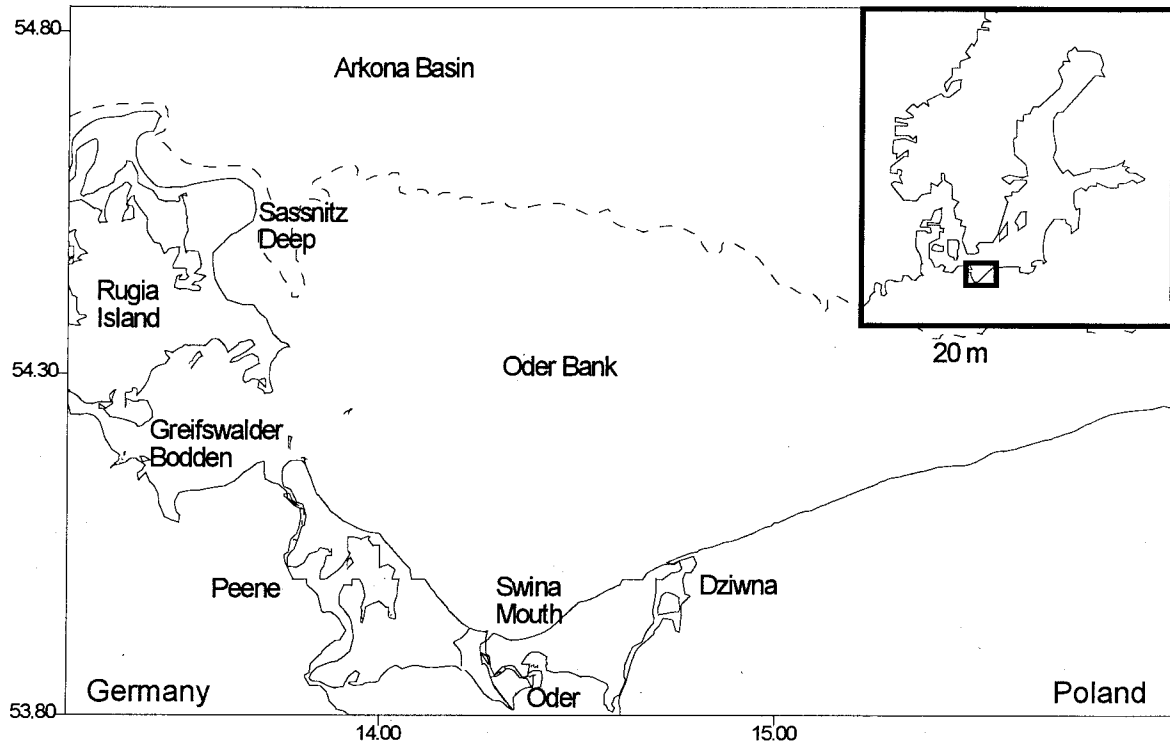 54.80
Arkona Basin
Sassnitz
Deep
Rugia
Island
20 m
54.30
Oder Bank
Greifswalder
Bodden
Peene
Swina
Mouth
Dziwna
Germany
Oder
Poland
53.80
14.00
15.00